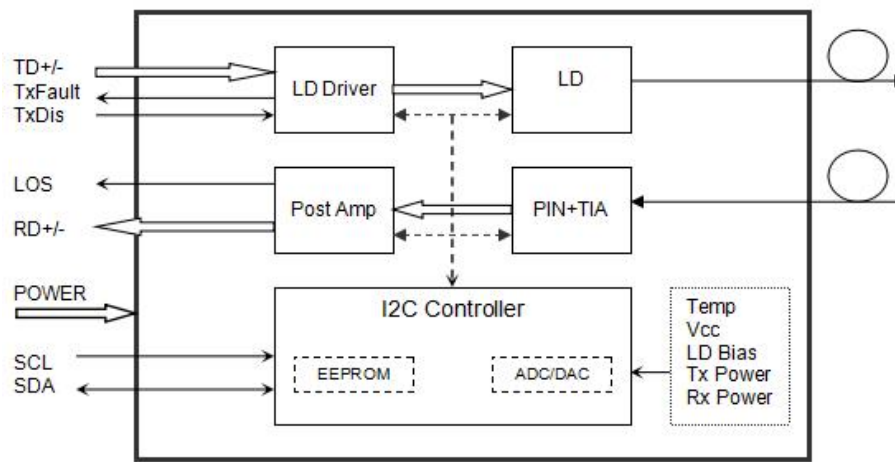 TD+/-
TxFault
TxDis
LD Driver
LD
LOS
RD+/-
Post Amp
PIN+TIA
POWER
SCL
SDA
I2C Controller
EEPROM
ADC/DAC
Temp
Vcc
LD Bias
Tx Power
Rx Power